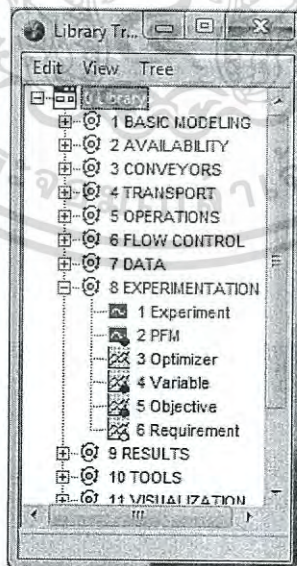 Library Tr...
Edit View Tree
Library
1 BASIC MODELING
2 AVAILABILITY
3 CONVEYORS
4 TRANSPORT
5 OPERATIONS
6 FLOW CONTROL
7 DATA
8 EXPERIMENTATION
1 Experiment
2 PFM
3 Optimizer
4 Variable
5 Objective
6 Requirement
9 RESULTS
10 TOOLS
11 VISUALIZATION